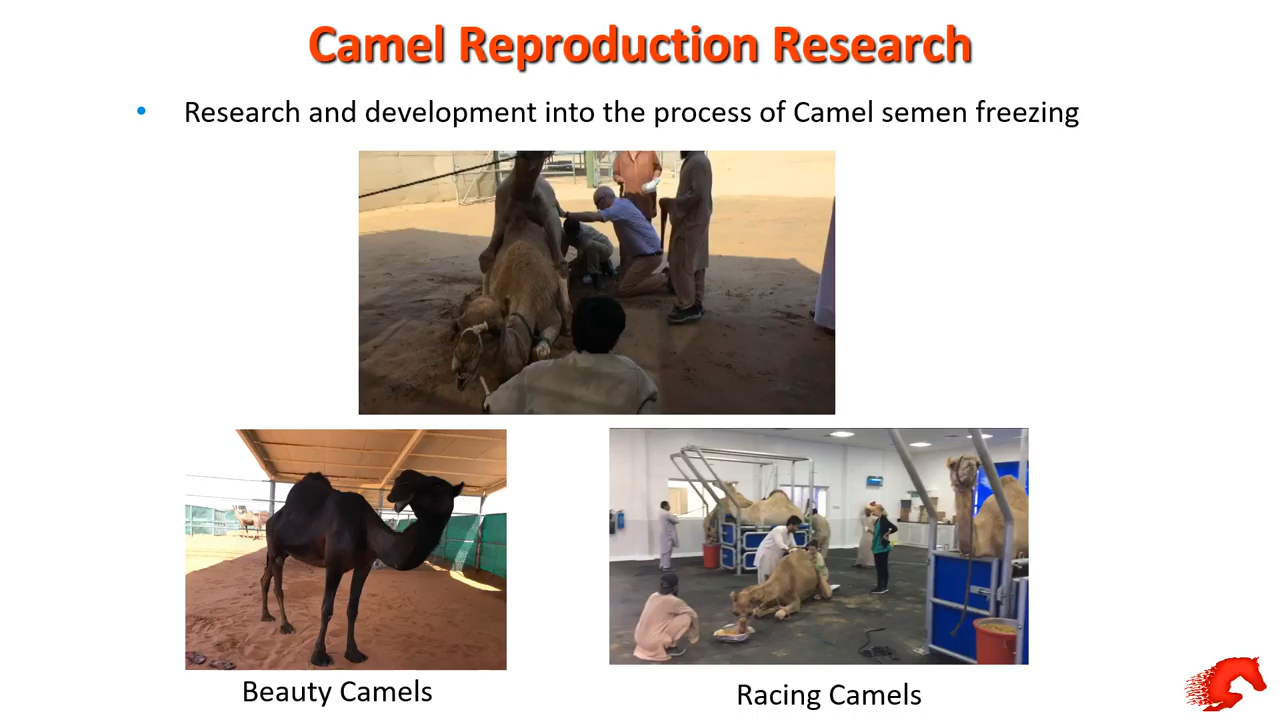 Camel Reproduction Research
• Research and development into the process of Camel semen freezing
Beauty Camels
Racing Camels